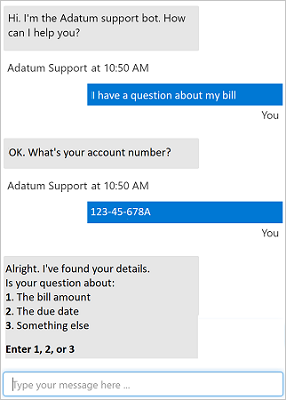 Hi. I'm the Adatum support bot. How
can I help you?
Adatum Support at 10:50 AM
I have a question about my bill
You
OK. What's your account number?
Adatum Support at 10:50 AM
123-45-678A
You
Alright. I've found your details.
Is your question about:
1. The bill amount
2. The due date
3. Something else
Enter 1, 2, or 3
Type your message here ...